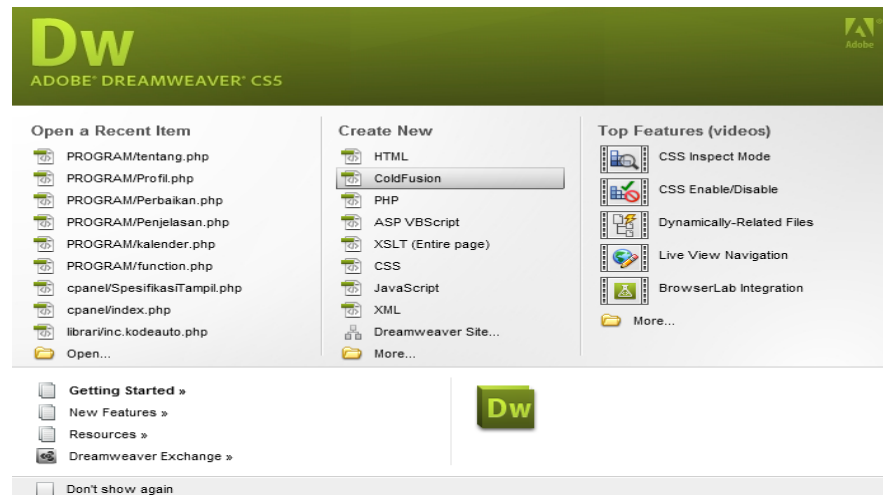 Dw
ADOBE® DREAMWEAVER® CS5
Adobe®
Open a Recent Item
PROGRAM/tentang.php
PROGRAM/Profil.php
PROGRAM/Perbaikan.php
PROGRAM/Penjelasan.php
PROGRAM/kalender.php
PROGRAM/function.php
cpanel/SpesifikasiTampil.php
cpanel/index.php
librari/inc.kodeauto.php
Open...
Create New
HTML
ColdFusion
PHP
ASP VBScript
XSLT (Entire page)
CSS
JavaScript
XML
Dreamweaver Site...
More...
Top Features (videos)
CSS Inspect Mode
CSS Enable/Disable
Dynamically-Related Files
Live View Navigation
BrowserLab Integration
More...
Getting Started »
New Features »
Resources »
Dreamweaver Exchange »
Dw
Don't show again